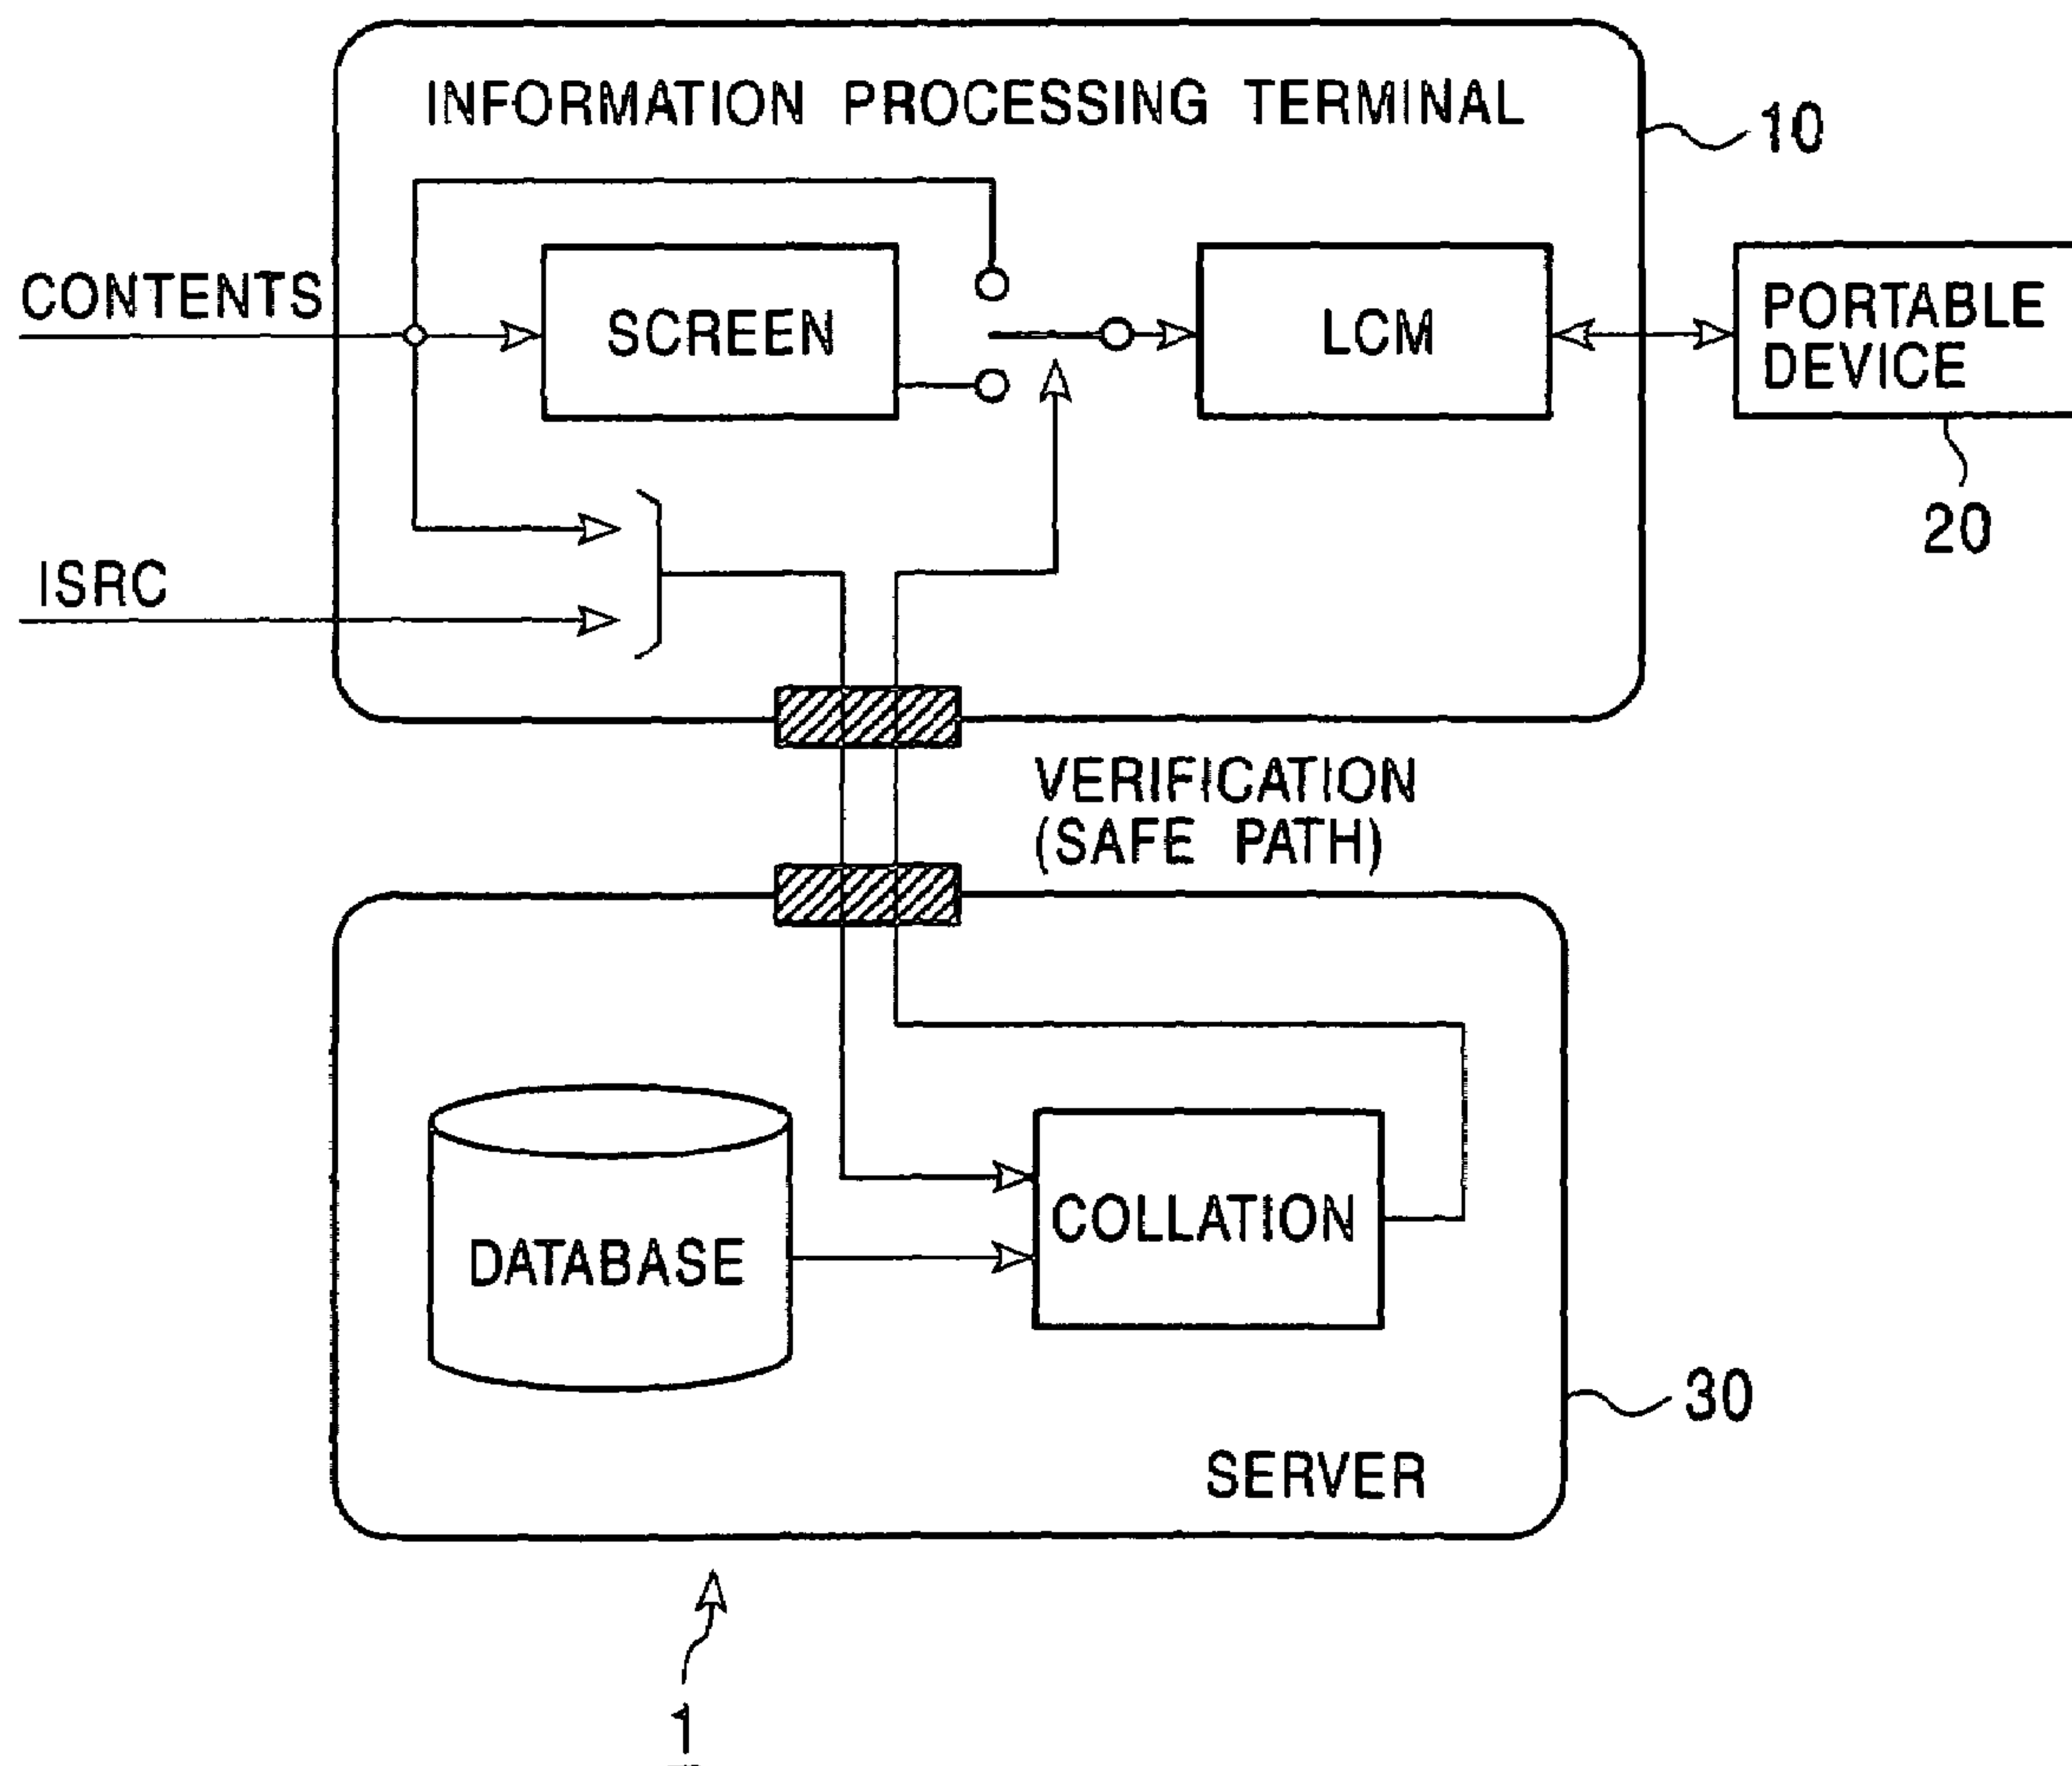 INFORMATION PROCESSING TERMINAL
10
CONTENTS
SCREEN
LCM
PORTABLE
DEVICE
20
ISRC
VERIFICATION
(SAFE PATH)
DATABASE
COLLATION
30
SERVER
1